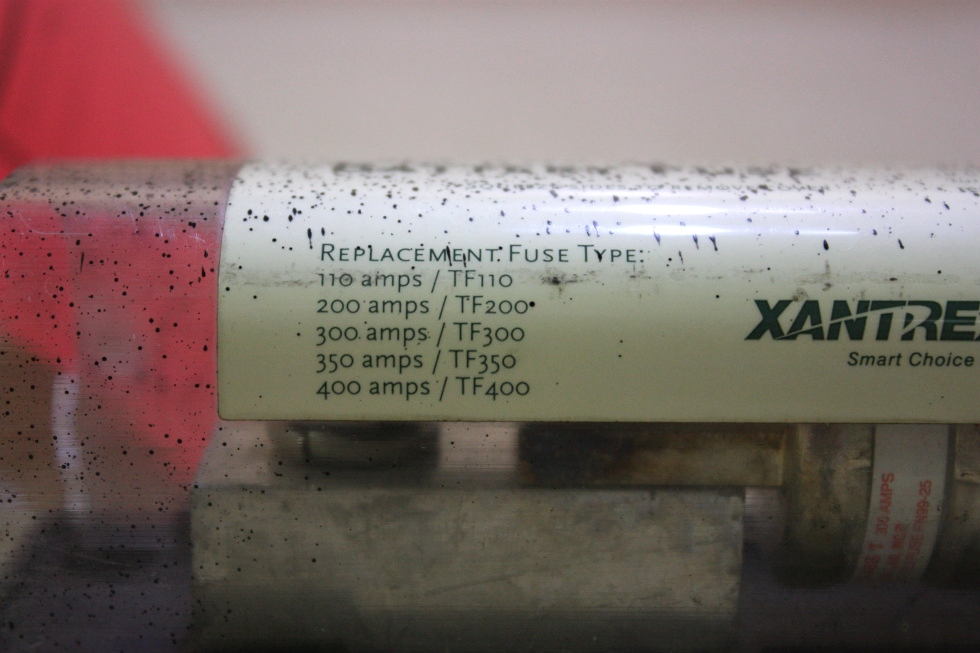 REPLACEMENT FUSE TYPE:
110 amps / TF110
200 amps / TF200
300 amps / TF300
350 amps / TF350
400 amps / TF400
XANTREX
Smart Choice
AMPS